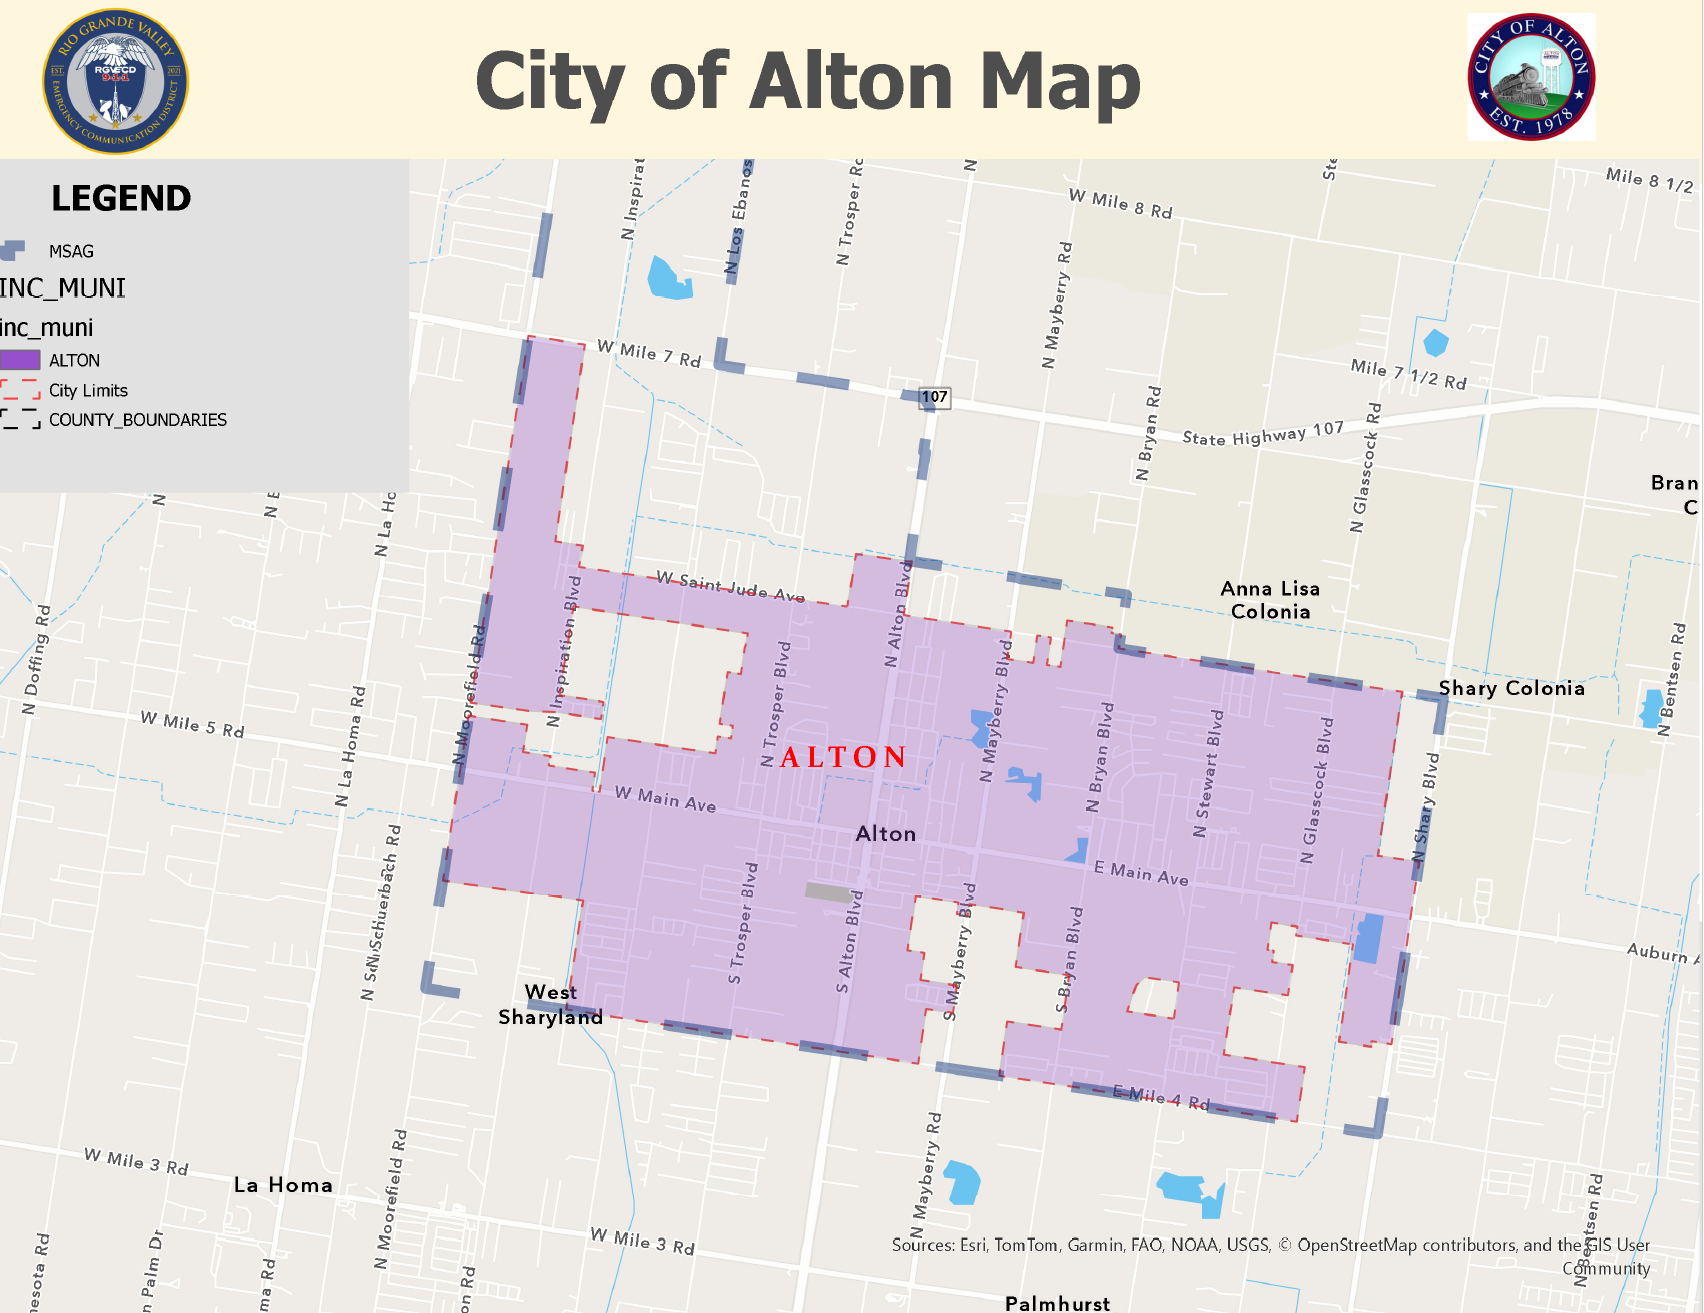 RIO GRANDE VALLEY
EST.
RGVECD
9-1-1
2021
EMERGENCY COMMUNICATION DISTRICT
City of Alton Map
CITY OF ALTON
EST. 1978
LEGEND
MSAG
INC_MUNI
inc_muni
ALTON
City Limits
COUNTY_BOUNDARIES
N Inspirat
N Los Ebanos
N Trosper Rd
N
Ste
W Mile 8 Rd
Mile 8 1/2
N Mayberry Rd
W Mile 7 Rd
107
Mile 7 1/2 Rd
State Highway 107
N Bryan Rd
N Glasscock Rd
Bran
C
N
N E
N La Ho
W Saint Jude Ave
Anna Lisa
Colonia
N Alton Blvd
N Inspiration Blvd
N Moorefield Rd
N Doffing Rd
N Trosper Blvd
N Mayberry Blvd
N Bentsen Rd
Shary Colonia
W Mile 5 Rd
N La Homa Rd
N Bryan Blvd
N Stewart Blvd
N Glasscock Blvd
N Shary Blvd
ALTON
W Main Ave
Alton
E Main Ave
N Schuerbach Rd
N S
S Trosper Blvd
S Alton Blvd
S Mayberry Blvd
S Bryan Blvd
Auburn A
West
Sharyland
E Mile 4 Rd
W Mile 3 Rd
La Homa
N Moorefield Rd
N Mayberry Rd
N Bentsen Rd
W Mile 3 Rd
nesota Rd
n Palm Dr
ma Rd
on Rd
Sources: Esri, TomTom, Garmin, FAO, NOAA, USGS, © OpenStreetMap contributors, and the GIS User
Community
Palmhurst